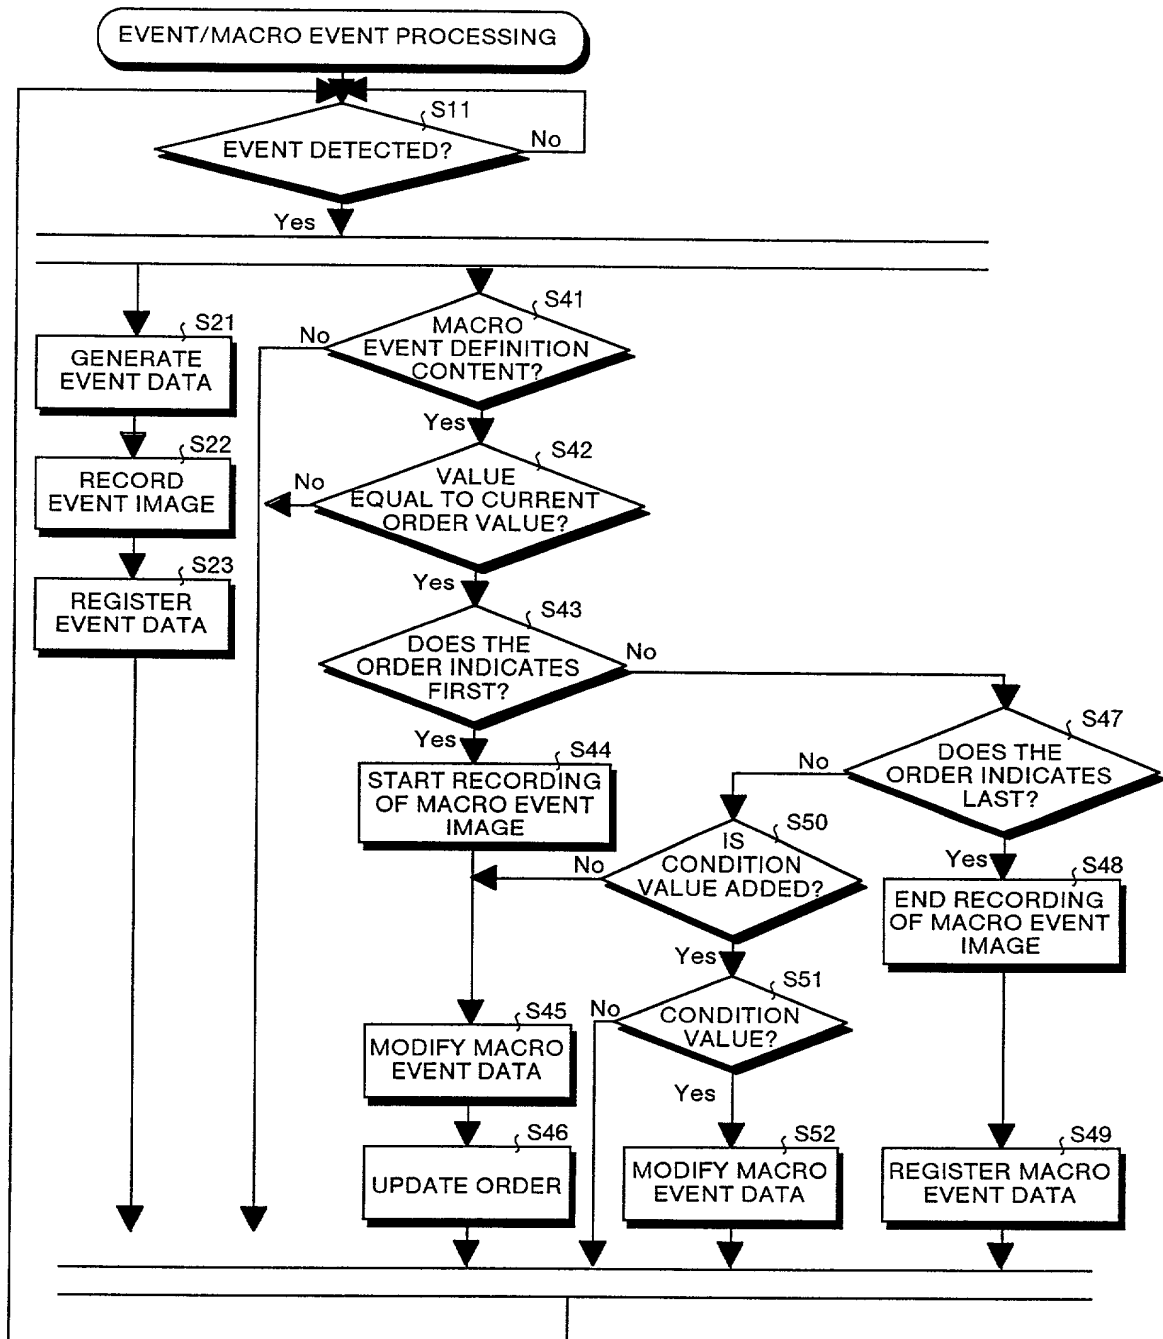 EVENT/MACRO EVENT PROCESSING
S11
EVENT DETECTED?
No
Yes
S21
GENERATE
EVENT DATA
S22
RECORD
EVENT IMAGE
S23
REGISTER
EVENT DATA
S41
MACRO
EVENT DEFINITION
CONTENT?
No
Yes
S42
VALUE
EQUAL TO CURRENT
ORDER VALUE?
No
Yes
S43
DOES THE
ORDER INDICATES
FIRST?
No
Yes
S44
START RECORDING
OF MACRO EVENT
IMAGE
S47
DOES THE
ORDER INDICATES
LAST?
No
Yes
S50
IS
CONDITION
VALUE ADDED?
No
Yes
S48
END RECORDING
OF MACRO EVENT
IMAGE
S51
CONDITION
VALUE?
No
Yes
S45
MODIFY MACRO
EVENT DATA
S46
UPDATE ORDER
S52
MODIFY MACRO
EVENT DATA
S49
REGISTER MACRO
EVENT DATA